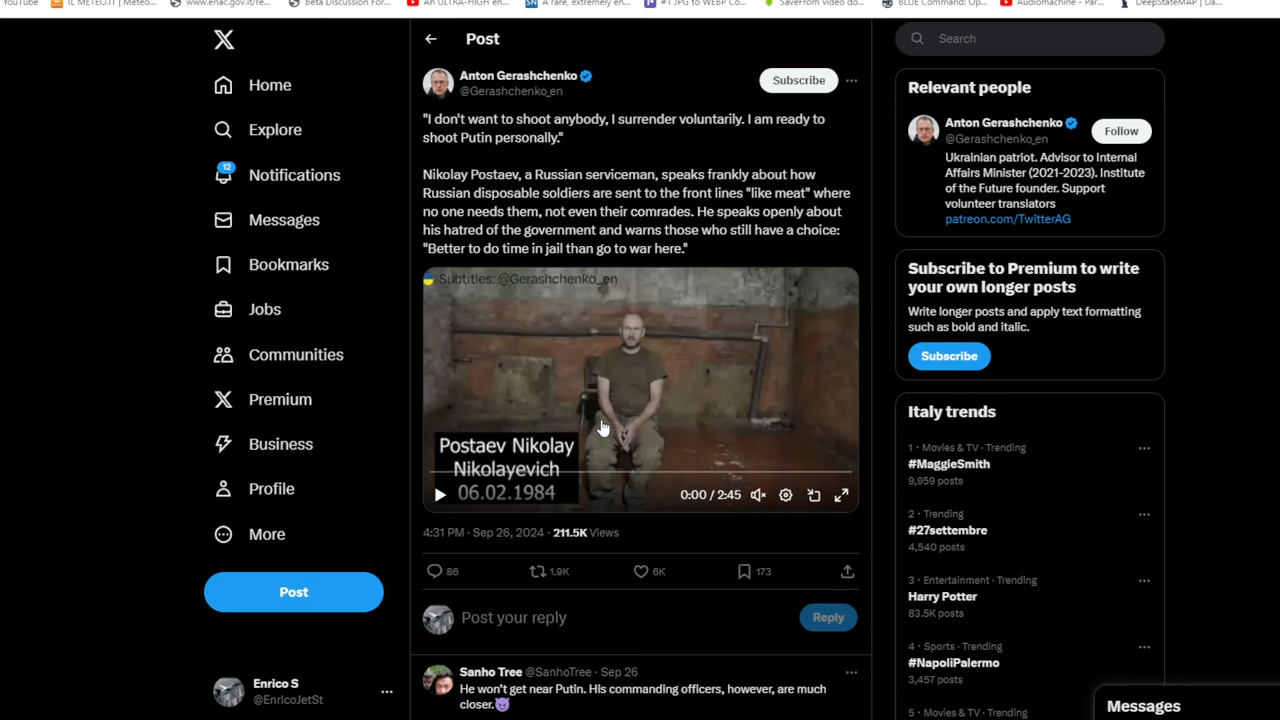 YouTube
IL METEO.IT | Meteo...
www.enac.gov.it/re...
Beta Discussion For...
An ULTRA-HIGH en...
A rare, extremely en...
#1 JPG to WEBP Co...
SaveFrom video do...
BLUE Command: Op...
Audiomachine - Par...
DeepStateMAP | Da...
Home
Explore
12
Notifications
Messages
Bookmarks
Jobs
Communities
Premium
Business
Profile
More
Post
Enrico S
@EnricoJetSt
Post
Anton Gerashchenko
@Gerashchenko_en
Subscribe
"I don't want to shoot anybody, I surrender voluntarily. I am ready to
shoot Putin personally."
Nikolay Postaev, a Russian serviceman, speaks frankly about how
Russian disposable soldiers are sent to the front lines "like meat" where
no one needs them, not even their comrades. He speaks openly about
his hatred of the government and warns those who still have a choice:
"Better to do time in jail than go to war here."
Subtitles: @Gerashchenko_en
Postaev Nikolay
Nikolayevich
06.02.1984
0:00 / 2:45
4:31 PM · Sep 26, 2024 · 211.5K Views
86
1.9K
6K
173
Post your reply
Reply
Sanho Tree @SanhoTree · Sep 26
He won't get near Putin. His commanding officers, however, are much
closer.😈
Search
Relevant people
Anton Gerashchenko
@Gerashchenko_en
Follow
Ukrainian patriot. Advisor to Internal
Affairs Minister (2021-2023). Institute
of the Future founder. Support
volunteer translators
patreon.com/TwitterAG
Subscribe to Premium to write
your own longer posts
Write longer posts and apply text formatting
such as bold and italic.
Subscribe
Italy trends
1 · Movies & TV · Trending
#MaggieSmith
9,959 posts
2 · Trending
#27settembre
4,540 posts
3 · Entertainment · Trending
Harry Potter
83.5K posts
4 · Sports · Trending
#NapoliPalermo
3,457 posts
5 · Movies & TV · Trending
Messages